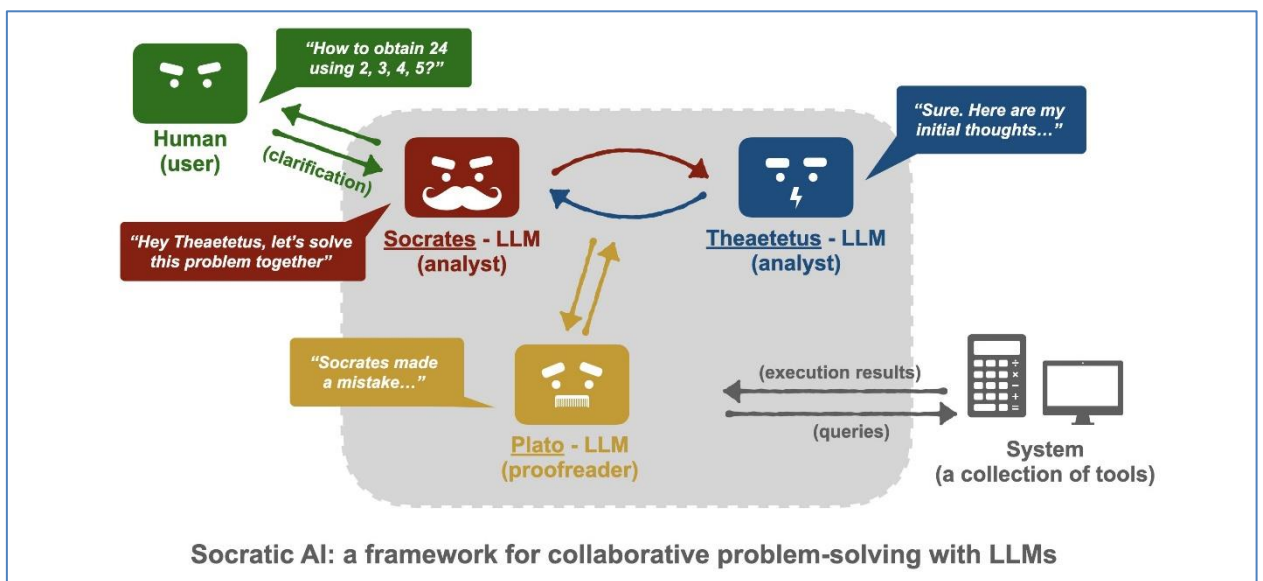 “How to obtain 24
using 2, 3, 4, 5?”
Human
(user)
(clarification)
“Sure. Here are my
initial thoughts…”
“Hey Theaetetus, let’s solve
this problem together”
Socrates - LLM
(analyst)
Theaetetus - LLM
(analyst)
“Socrates made
a mistake…”
Plato - LLM
(proofreader)
(execution results)
(queries)
÷
×
−
+
=
System
(a collection of tools)
Socratic AI: a framework for collaborative problem-solving with LLMs